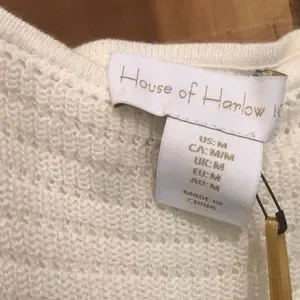 House of Harlow 1
US: M
CA: M/M
UK: M
EU: M
AU: M
MADE IN
CHINA